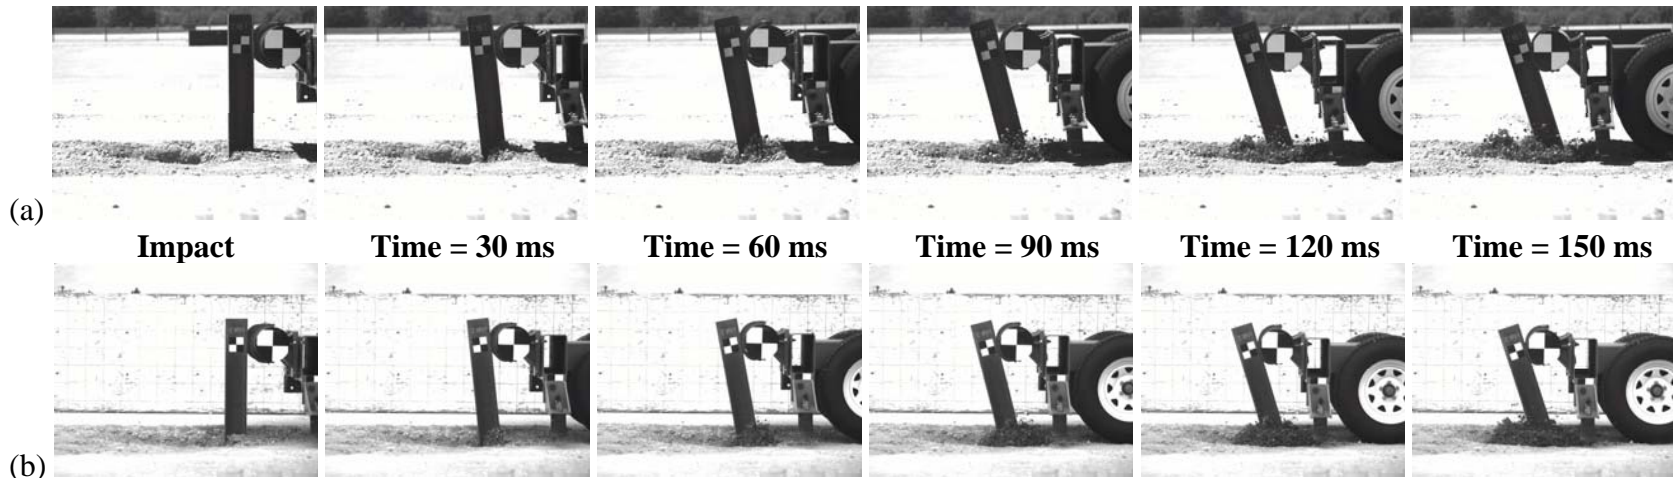 (a)
Impact Time = 30 ms Time = 60 ms Time = 90 ms Time = 120 ms Time = 150 ms
(b)